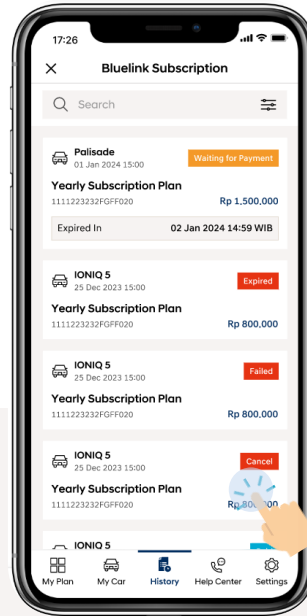 17:26
Bluelink Subscription
Search
Palisade
01 Jan 2024 15:00
Waiting for Payment
Yearly Subscription Plan
1111223232FGFF020
Rp 1,500,000
Expired In
02 Jan 2024 14:59 WIB
IONIQ 5
25 Dec 2023 15:00
Expired
Yearly Subscription Plan
1111223232FGFF020
Rp 800,000
IONIQ 5
25 Dec 2023 15:00
Failed
Yearly Subscription Plan
1111223232FGFF020
Rp 800,000
IONIQ 5
25 Dec 2023 15:00
Cancel
Yearly Subscription Plan
1111223232FGFF020
Rp 800,000
IONIQ 5
My Plan
My Car
History
Help Center
Settings